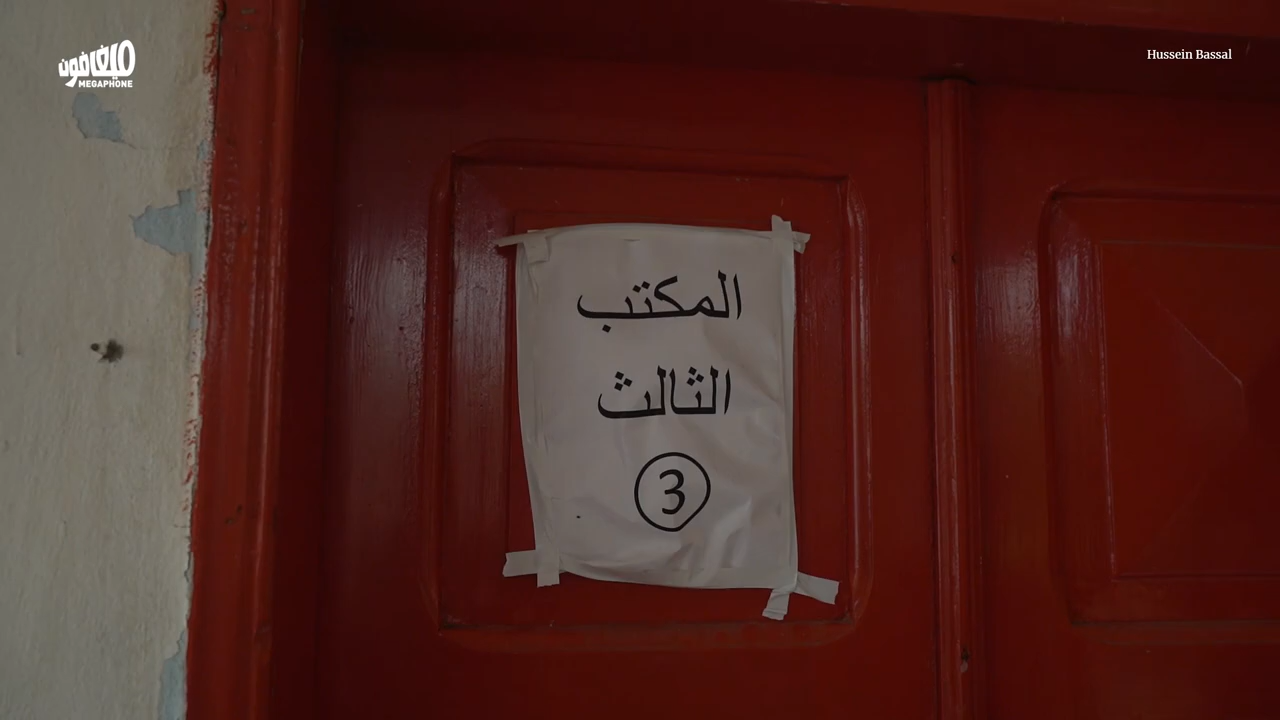 ميغافون
MEGAPHONE
Hussein Bassal
المكتب
الثالث
3